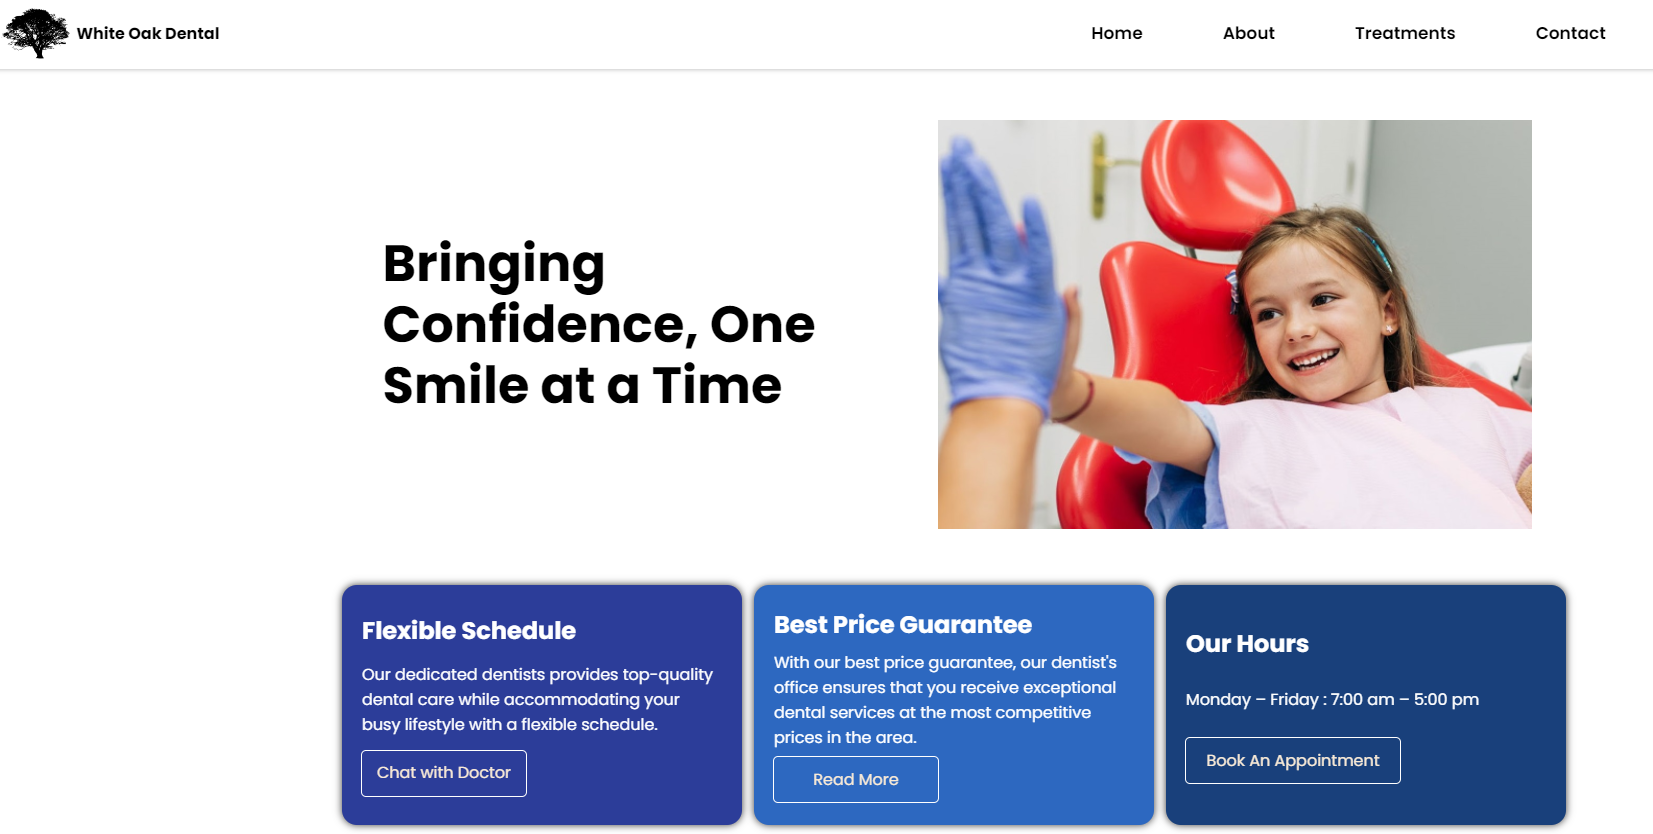 White Oak Dental
Home
About
Treatments
Contact
Bringing
Confidence, One
Smile at a Time
Flexible Schedule
Our dedicated dentists provides top-quality
dental care while accommodating your
busy lifestyle with a flexible schedule.
Chat with Doctor
Best Price Guarantee
With our best price guarantee, our dentist's
office ensures that you receive exceptional
dental services at the most competitive
prices in the area.
Read More
Our Hours
Monday – Friday : 7:00 am – 5:00 pm
Book An Appointment